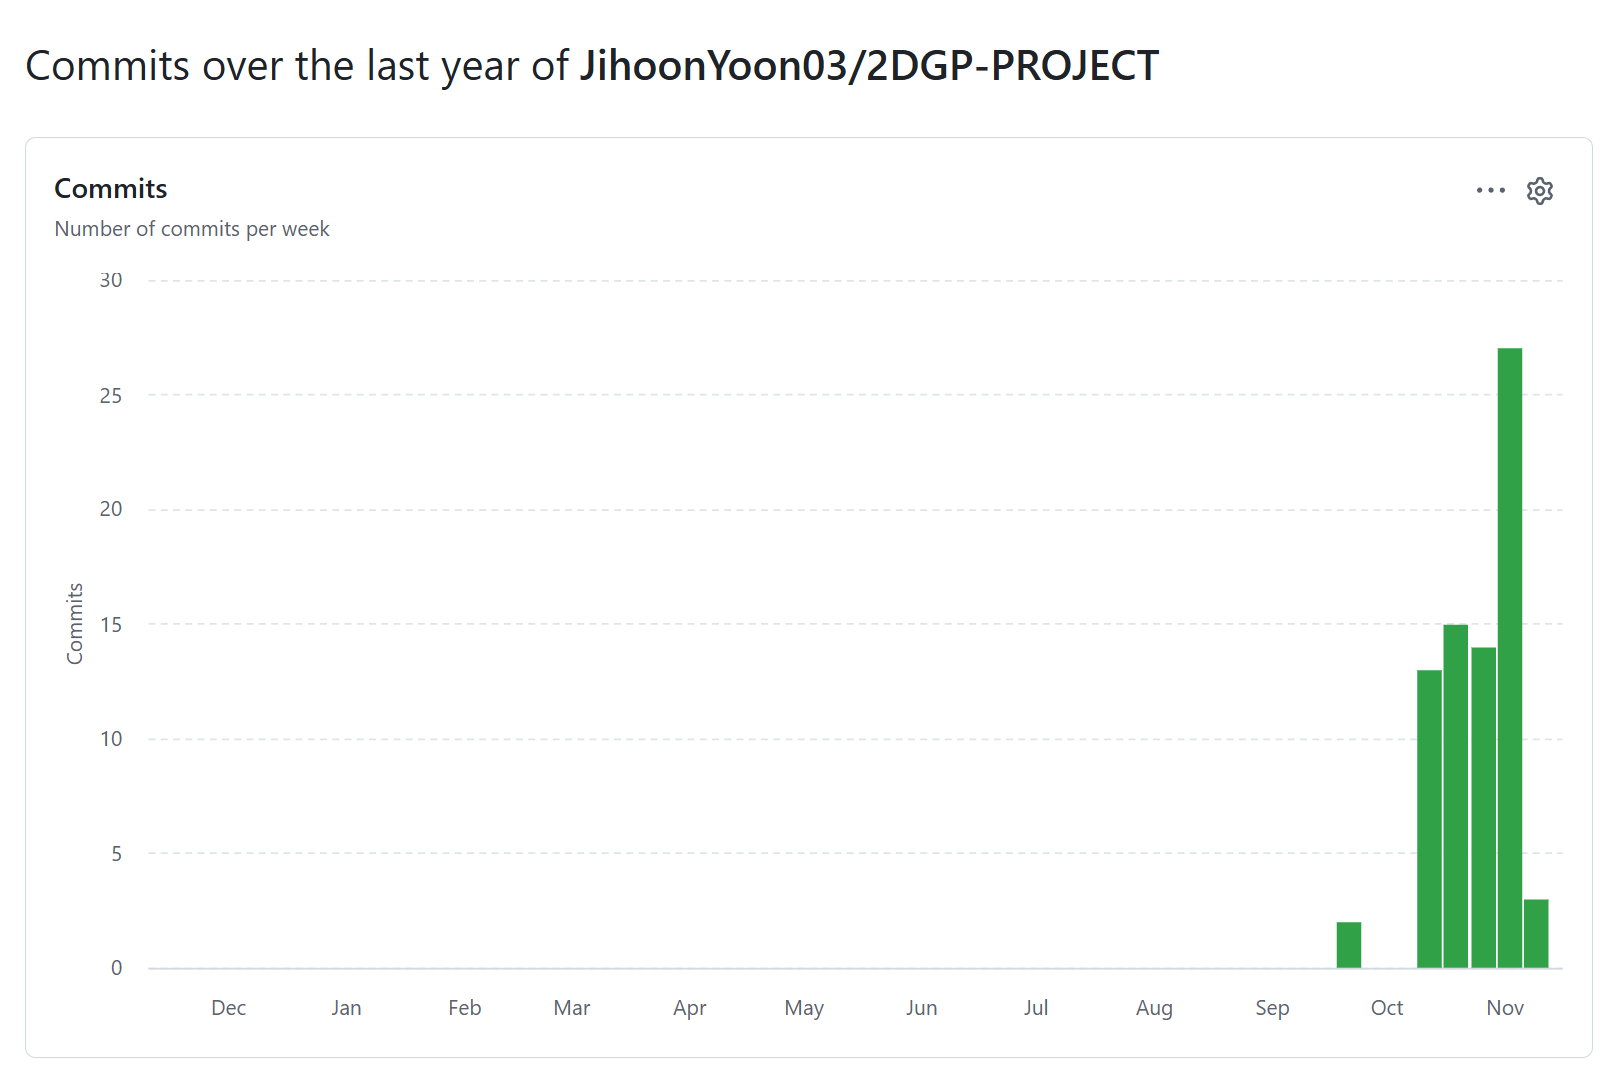 Commits over the last year of JihoonYoon03/2DGP-PROJECT
Commits
Number of commits per week
30
25
20
15
10
5
0
Commits
Dec Jan Feb Mar Apr May Jun Jul Aug Sep Oct Nov